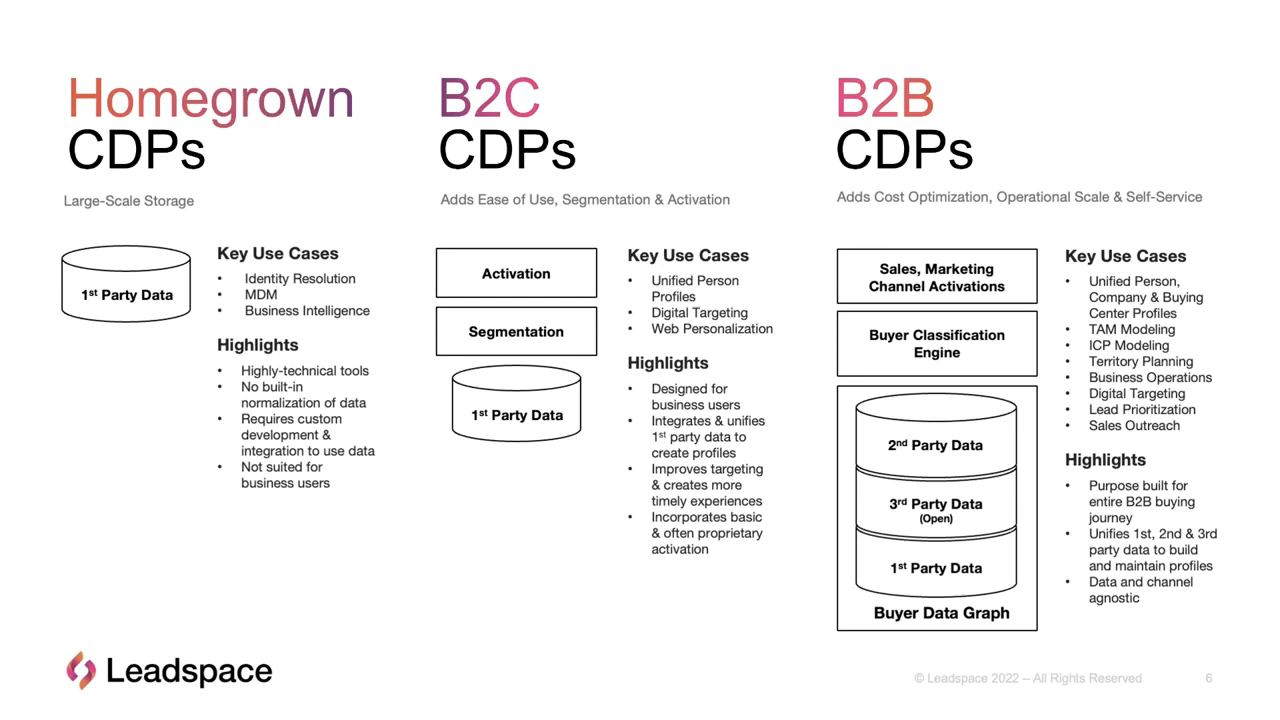 Homegrown
CDPs
Large-Scale Storage
1st Party Data
Key Use Cases
• Identity Resolution
• MDM
• Business Intelligence
Highlights
• Highly-technical tools
• No built-in
normalization of data
• Requires custom
development &
integration to use data
• Not suited for
business users
B2C
CDPs
Adds Ease of Use, Segmentation & Activation
Activation
Segmentation
1st Party Data
Key Use Cases
• Unified Person
Profiles
• Digital Targeting
• Web Personalization
Highlights
• Designed for
business users
• Integrates & unifies
1st party data to
create profiles
• Improves targeting
& creates more
timely experiences
• Incorporates basic
& often proprietary
activation
B2B
CDPs
Adds Cost Optimization, Operational Scale & Self-Service
Sales, Marketing
Channel Activations
Buyer Classification
Engine
2nd Party Data
3rd Party Data
(Open)
1st Party Data
Buyer Data Graph
Key Use Cases
• Unified Person,
Company & Buying
Center Profiles
• TAM Modeling
• ICP Modeling
• Territory Planning
• Business Operations
• Digital Targeting
• Lead Prioritization
• Sales Outreach
Highlights
• Purpose built for
entire B2B buying
journey
• Unifies 1st, 2nd & 3rd
party data to build
and maintain profiles
• Data and channel
agnostic
Leadspace
© Leadspace 2022 – All Rights Reserved
6